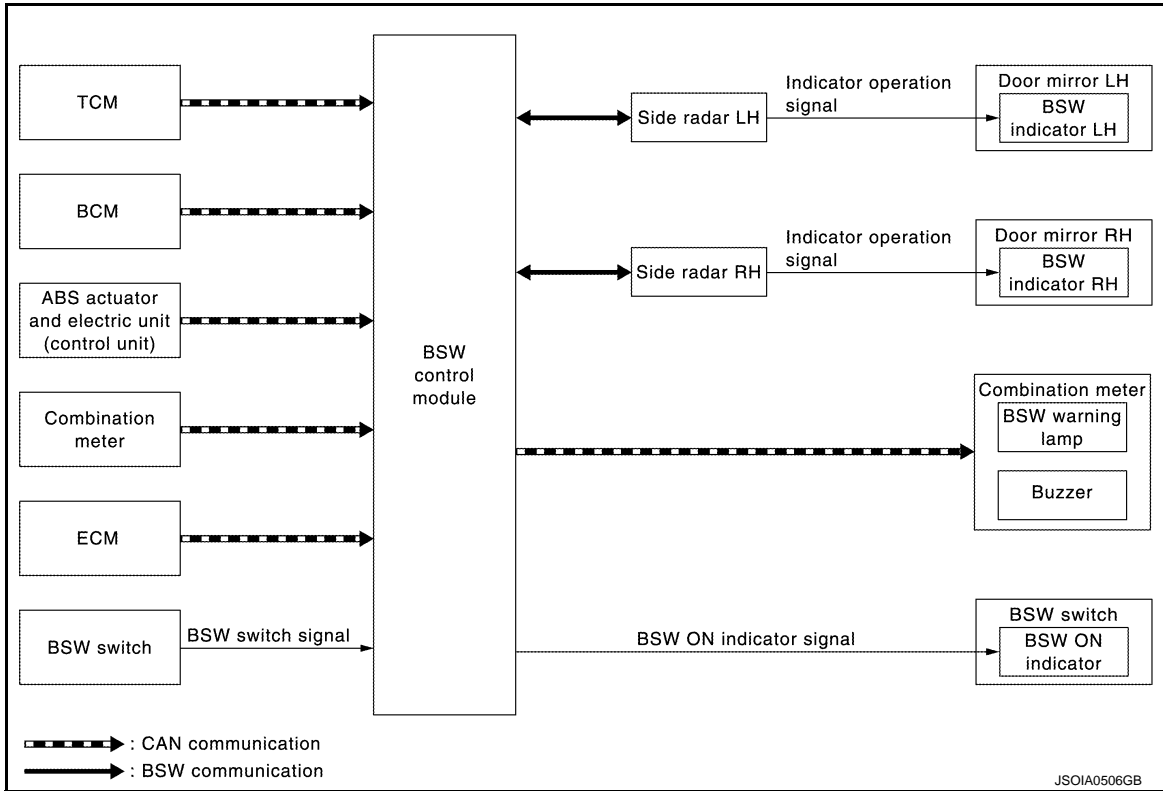 TCM
BCM
ABS actuator
and electric unit
(control unit)
Combination
meter
ECM
BSW switch
BSW switch signal
BSW
control
module
Side radar LH
Indicator operation
signal
Door mirror LH
BSW
indicator LH
Side radar RH
Indicator operation
signal
Door mirror RH
BSW
indicator RH
Combination meter
BSW warning
lamp
Buzzer
BSW ON indicator signal
BSW switch
BSW ON
indicator
: CAN communication
: BSW communication
JSOIA0506GB